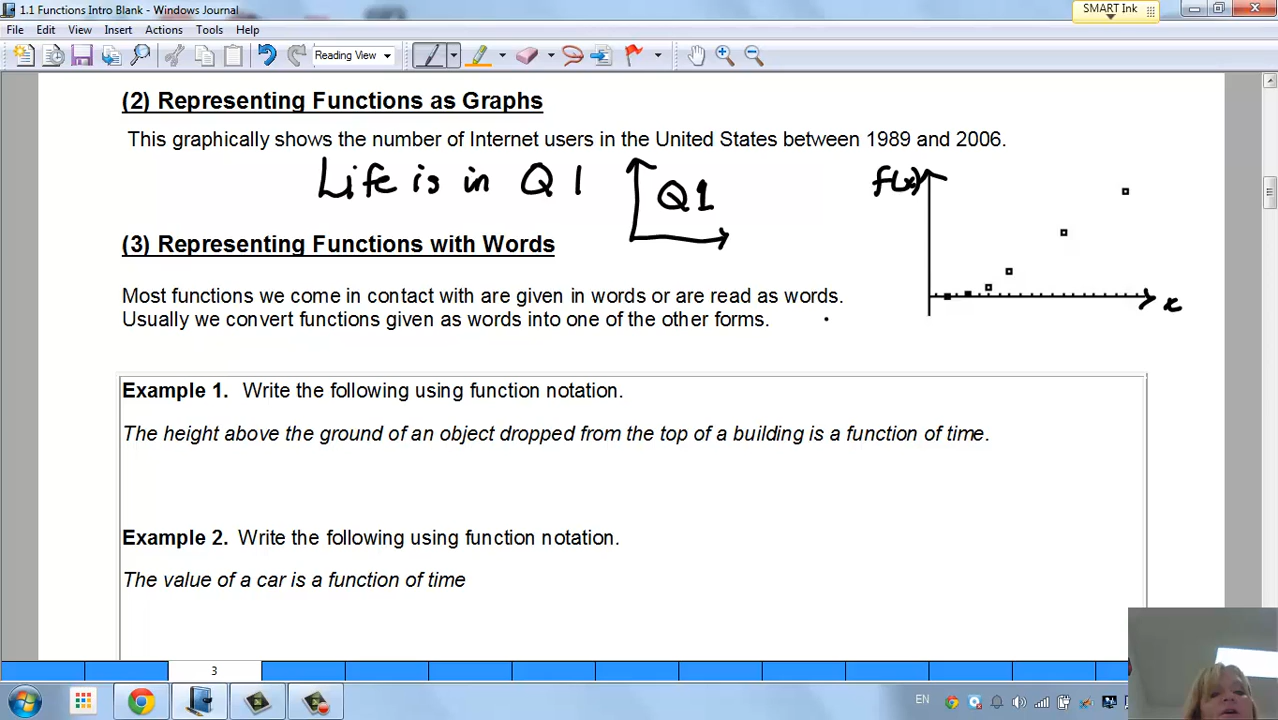 1.1 Functions Intro Blank - Windows Journal
SMART Ink
File Edit View Insert Actions Tools Help
Reading View
(2) Representing Functions as Graphs
This graphically shows the number of Internet users in the United States between 1989 and 2006.
Life is in Q1
Q1
f(x)
x
(3) Representing Functions with Words
Most functions we come in contact with are given in words or are read as words.
Usually we convert functions given as words into one of the other forms.
Example 1. Write the following using function notation.
The height above the ground of an object dropped from the top of a building is a function of time.
Example 2. Write the following using function notation.
The value of a car is a function of time
3
EN